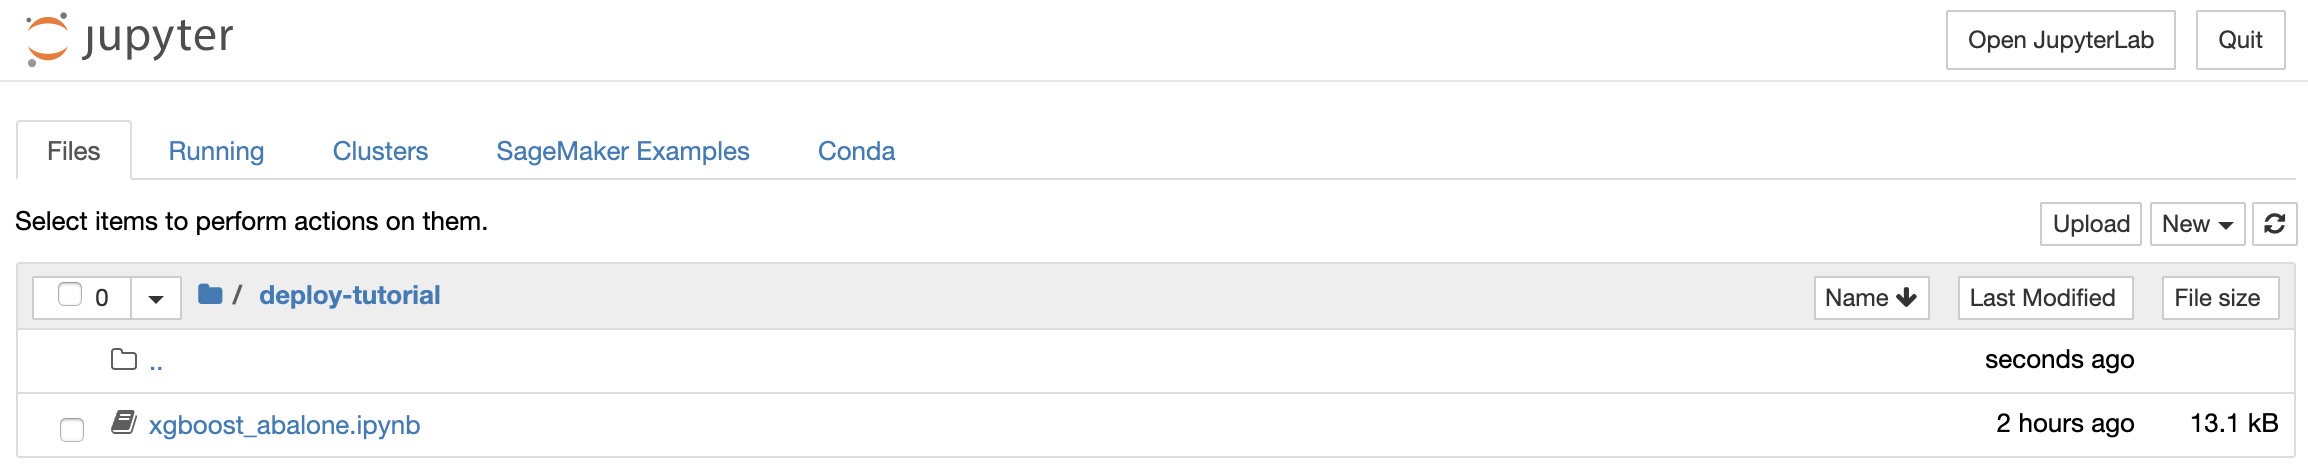 jupyter Open JupyterLab Quit
Files Running Clusters SageMaker Examples Conda
Select items to perform actions on them. Upload New
0 / deploy-tutorial Name Last Modified File size
.. seconds ago
xgboost_abalone.ipynb 2 hours ago 13.1 kB